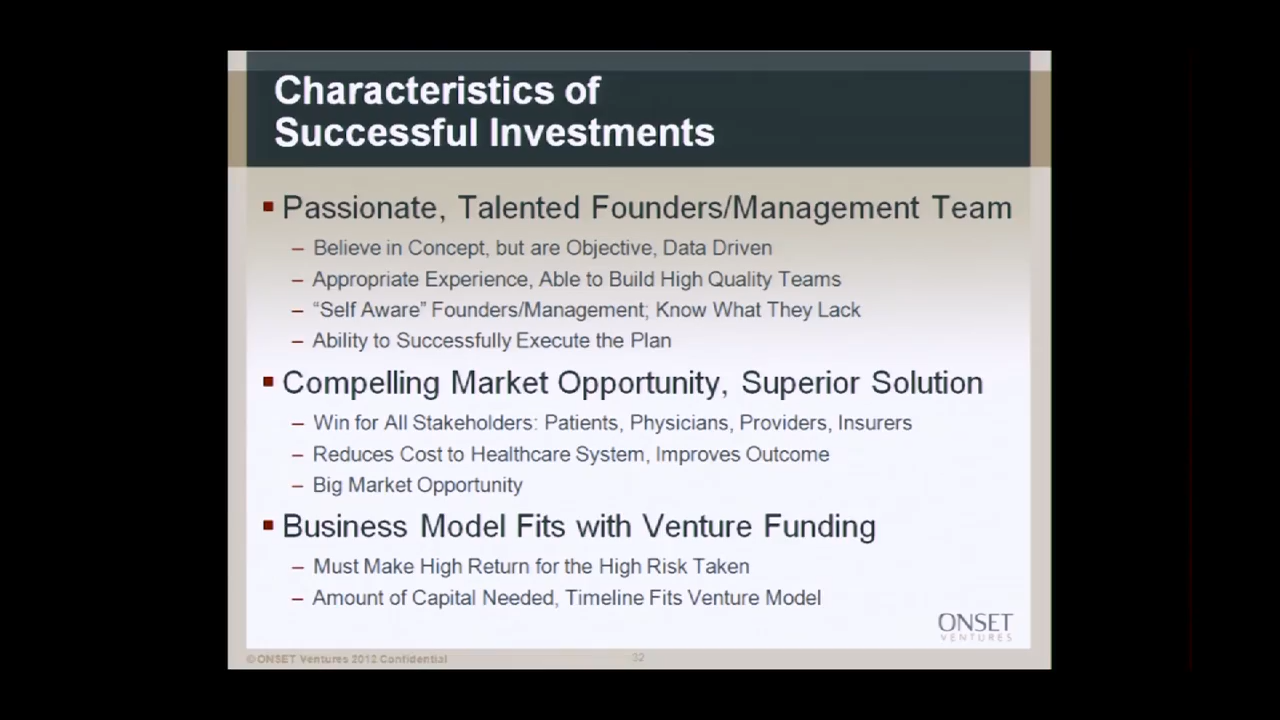 Characteristics of
Successful Investments
▪ Passionate, Talented Founders/Management Team
– Believe in Concept, but are Objective, Data Driven
– Appropriate Experience, Able to Build High Quality Teams
– “Self Aware” Founders/Management; Know What They Lack
– Ability to Successfully Execute the Plan
▪ Compelling Market Opportunity, Superior Solution
– Win for All Stakeholders: Patients, Physicians, Providers, Insurers
– Reduces Cost to Healthcare System, Improves Outcome
– Big Market Opportunity
▪ Business Model Fits with Venture Funding
– Must Make High Return for the High Risk Taken
– Amount of Capital Needed, Timeline Fits Venture Model
ONSET
VENTURES
© ONSET Ventures 2012 Confidential
32